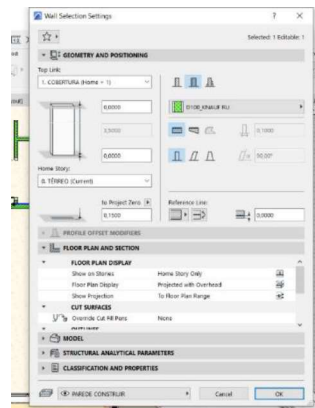 Wall Selection Settings
? X
Selected: 1 Editable: 1
GEOMETRY AND POSITIONING
Top Link:
1. COBERTURA (Home + 1)
0,0000
D100_KNAUF RU
0,1000
0,0000
90,00°
Home Story:
0. TÉRREO (Current)
to Project Zero
Reference Line:
0,1500
0,0000
PROFILE OFFSET MODIFIERS
FLOOR PLAN AND SECTION
FLOOR PLAN DISPLAY
Show on Stories Home Story Only
Floor Plan Display Projected with Overhead
Show Projection To Floor Plan Range
CUT SURFACES
Override Cut Fill Pens None
MODEL
STRUCTURAL ANALYTICAL PARAMETERS
CLASSIFICATION AND PROPERTIES
PAREDE CONSTRUIR
Cancel
OK